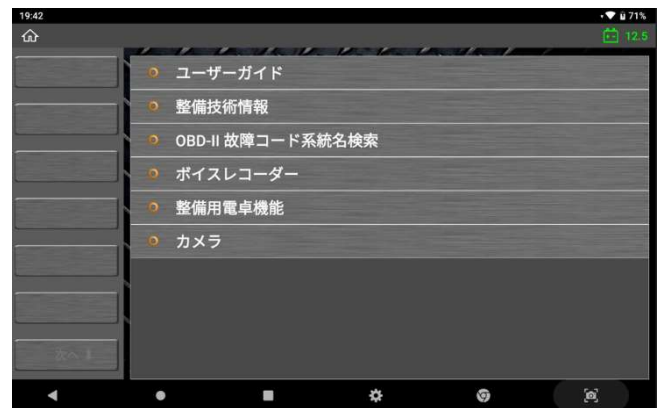 19:42
71%
12.5
ユーザーガイド
整備技術情報
OBD-II 故障コード系統名検索
ボイスレコーダー
整備用電卓機能
カメラ
次へ